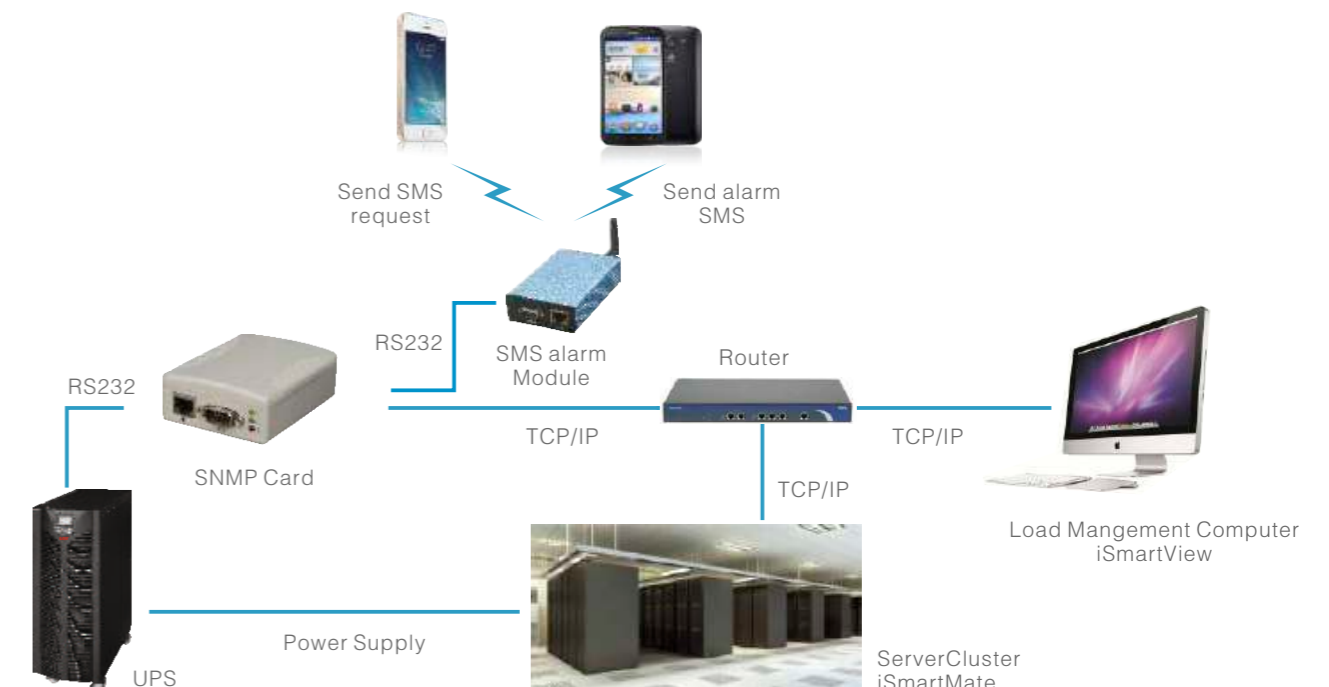 Send SMS
request
Send alarm
SMS
RS232
SMS alarm
Module
Router
RS232
TCP/IP
TCP/IP
SNMP Card
TCP/IP
Load Mangement Computer
iSmartView
Power Supply
UPS
ServerCluster
iSmartMate